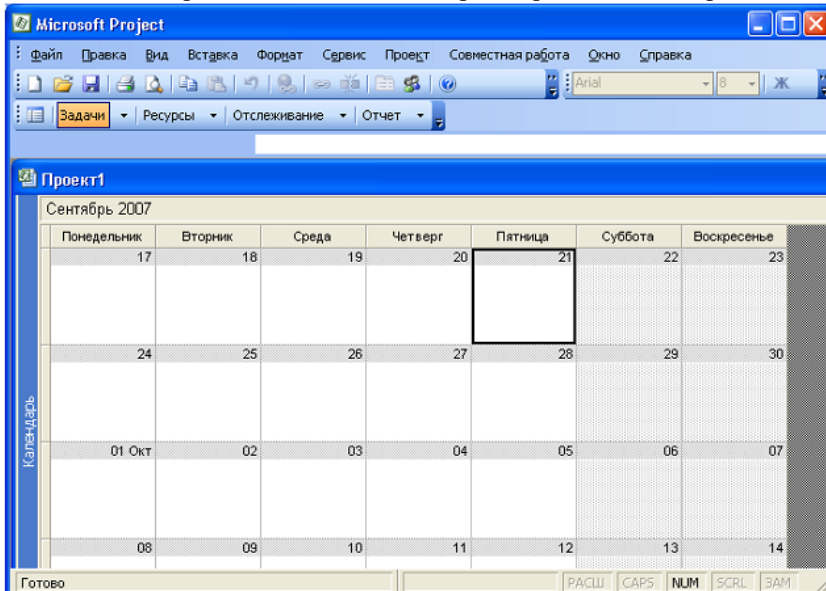 Microsoft Project
Файл Правка Вид Вставка Формат Сервис Проект Совместная работа Окно Справка
Arial 8 Ж
Задачи Ресурсы Отслеживание Отчет
Проект1
Сентябрь 2007
Понедельник Вторник Среда Четверг Пятница Суббота Воскресенье
17 18 19 20 21 22 23
24 25 26 27 28 29 30
Календарь
01 Окт 02 03 04 05 06 07
08 09 10 11 12 13 14
Готово РАСШ CAPS NUM SCRL ЗАМ